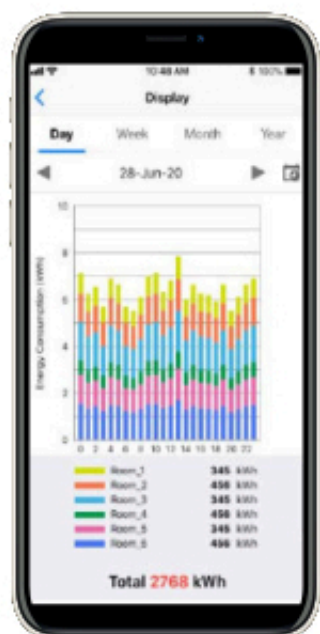 10:48 AM 100%
Display
Day Week Month Year
28-Jun-20
10
8
6
4
2
0
Energy Consumption (kWh)
0 2 4 6 8 10 12 14 16 18 20 22
Room_1 345 kWh
Room_2 456 kWh
Room_3 345 kWh
Room_4 456 kWh
Room_5 345 kWh
Room_6 456 kWh
Total 2768 kWh